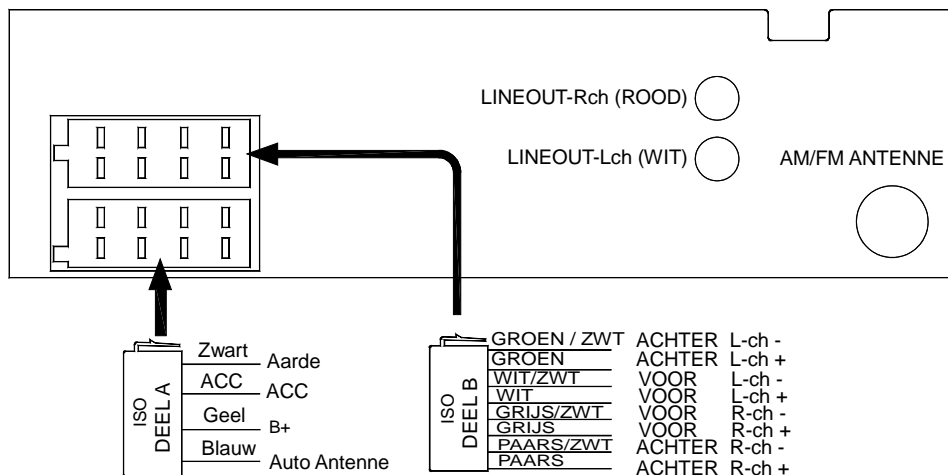 LINEOUT-Rch (ROOD)
LINEOUT-Lch (WIT)
AM/FM ANTENNE
ISO
DEEL A
Zwart Aarde
ACC ACC
Geel B+
Blauw Auto Antenne
ISO
DEEL B
GROEN / ZWT ACHTER L-ch -
GROEN ACHTER L-ch +
WIT/ZWT VOOR L-ch -
WIT VOOR L-ch +
GRIJS/ZWT VOOR R-ch -
GRIJS VOOR R-ch +
PAARS/ZWT ACHTER R-ch -
PAARS ACHTER R-ch +